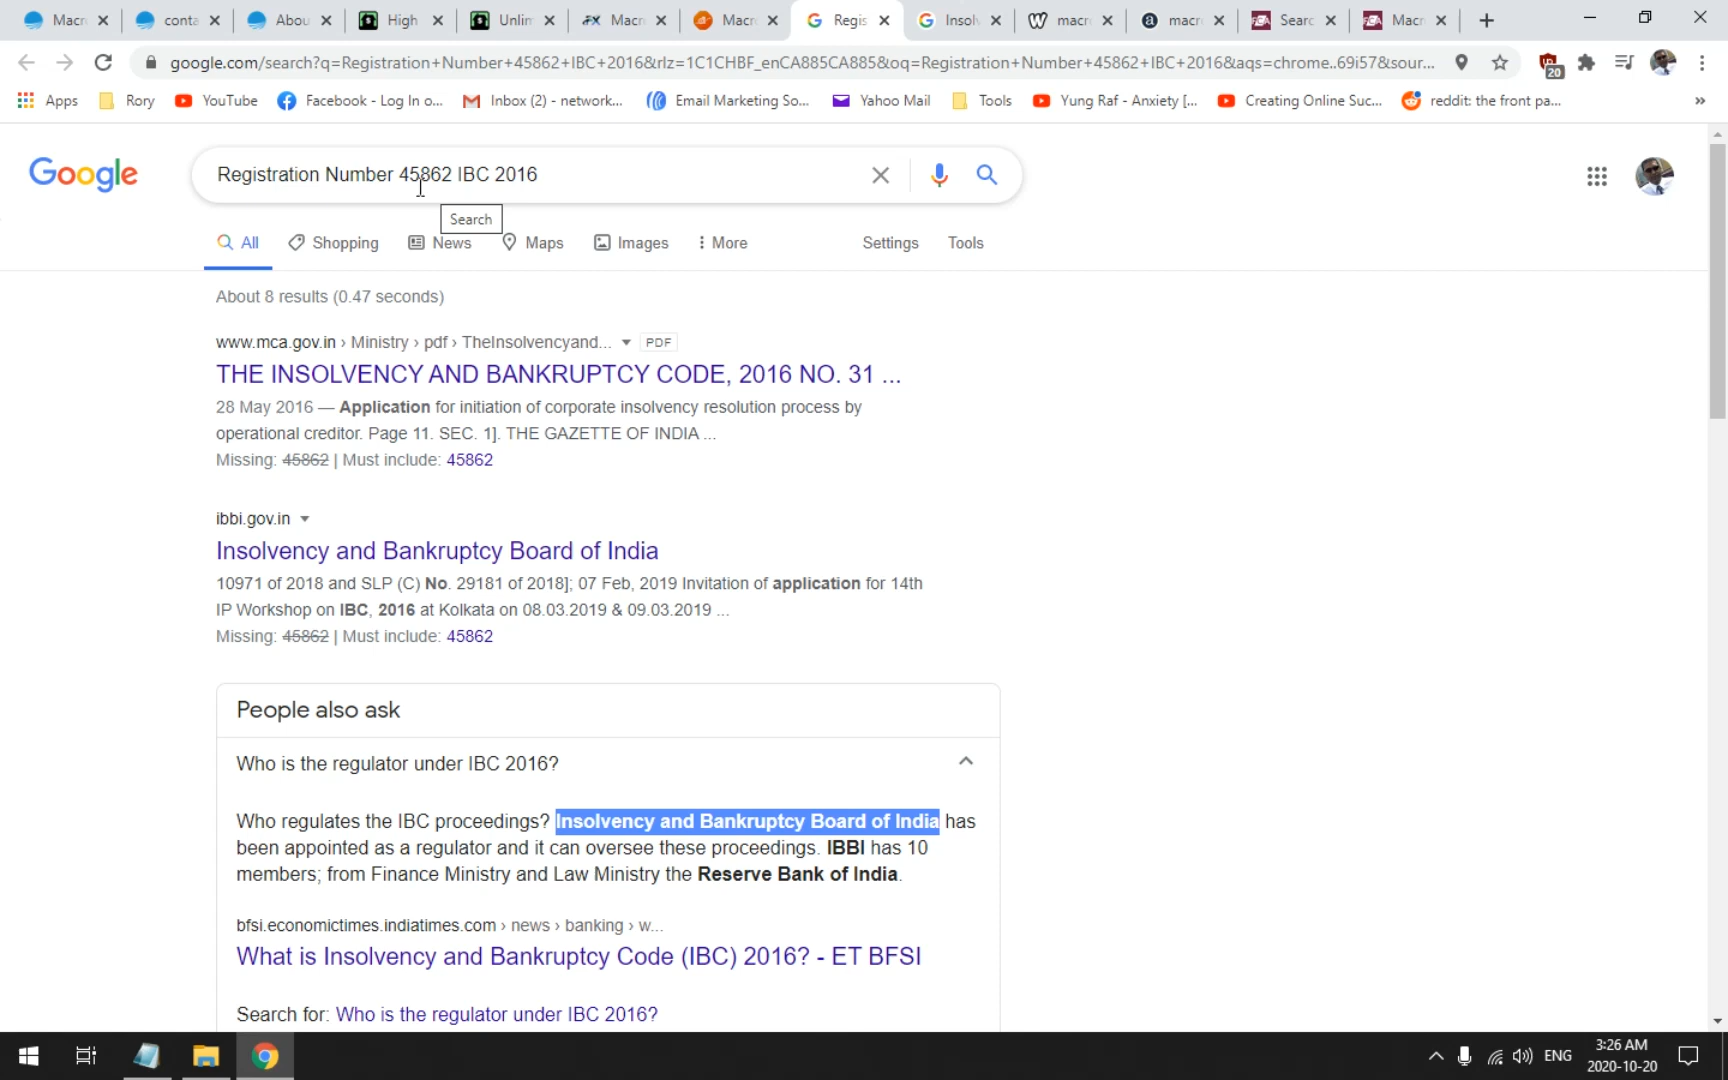 Macr
conta
Abou
High
Unlim
Macr
Macr
Regis
Insolv
macr
macr
Searc
Macr
google.com/search?q=Registration+Number+45862+IBC+2016&rlz=1C1CHBF_enCA885CA885&oq=Registration+Number+45862+IBC+2016&aqs=chrome..69i57&sour...
20
Apps
Rory
YouTube
Facebook - Log In o...
Inbox (2) - network...
Email Marketing So...
Yahoo Mail
Tools
Yung Raf - Anxiety [...
Creating Online Suc...
reddit: the front pa...
»
Google
Registration Number 45862 IBC 2016
Search
All
Shopping
News
Maps
Images
More
Settings
Tools
About 8 results (0.47 seconds)
www.mca.gov.in › Ministry › pdf › TheInsolvencyand... PDF
THE INSOLVENCY AND BANKRUPTCY CODE, 2016 NO. 31 ...
28 May 2016 — Application for initiation of corporate insolvency resolution process by
operational creditor. Page 11. SEC. 1]. THE GAZETTE OF INDIA ...
Missing: 45862 | Must include: 45862
ibbi.gov.in
Insolvency and Bankruptcy Board of India
10971 of 2018 and SLP (C) No. 29181 of 2018]; 07 Feb, 2019 Invitation of application for 14th
IP Workshop on IBC, 2016 at Kolkata on 08.03.2019 & 09.03.2019 ...
Missing: 45862 | Must include: 45862
People also ask
Who is the regulator under IBC 2016?
Who regulates the IBC proceedings? Insolvency and Bankruptcy Board of India has
been appointed as a regulator and it can oversee these proceedings. IBBI has 10
members; from Finance Ministry and Law Ministry the Reserve Bank of India.
bfsi.economictimes.indiatimes.com › news › banking › w...
What is Insolvency and Bankruptcy Code (IBC) 2016? - ET BFSI
Search for: Who is the regulator under IBC 2016?
ENG
3:26 AM
2020-10-20